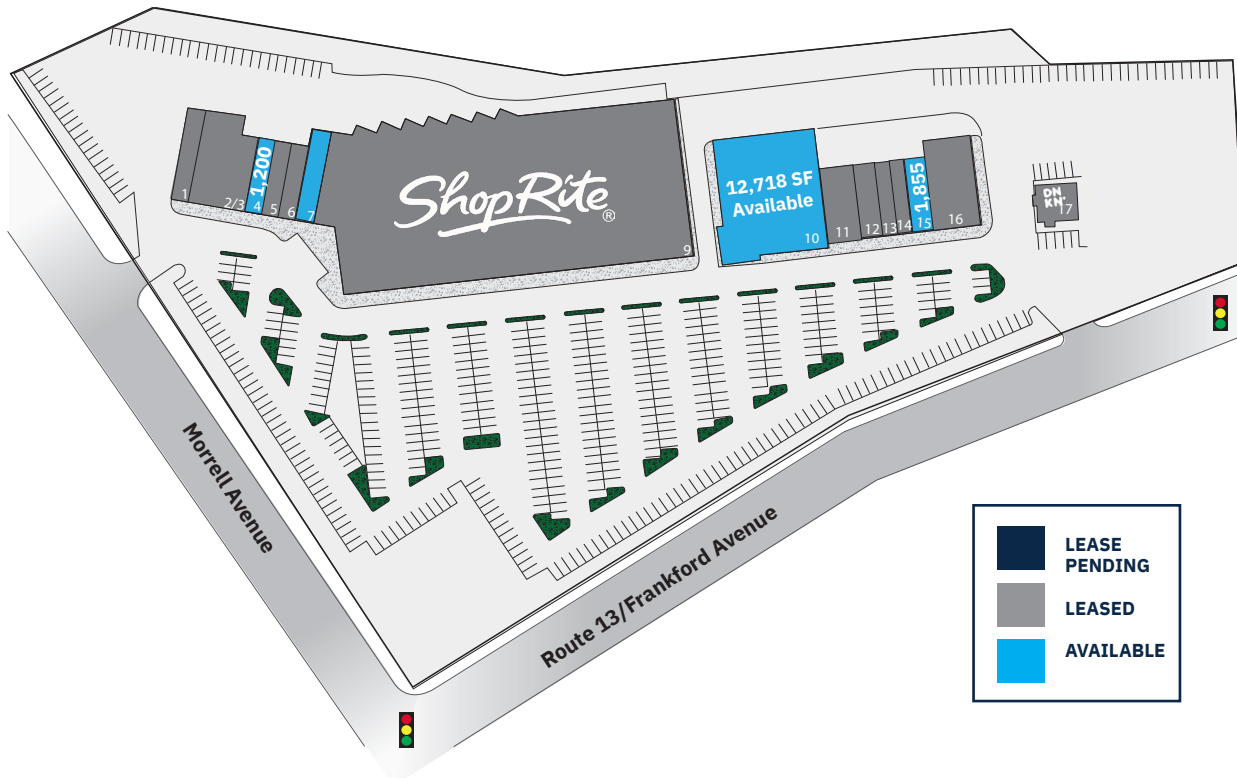 1
2/3
4
1,200
5
6
7
ShopRite®
9
12,718 SF
Available
10
11
12
13
14
15
1,855
16
DN
KN'
17
Morrell Avenue
Route 13/Frankford Avenue
LEASE
PENDING
LEASED
AVAILABLE